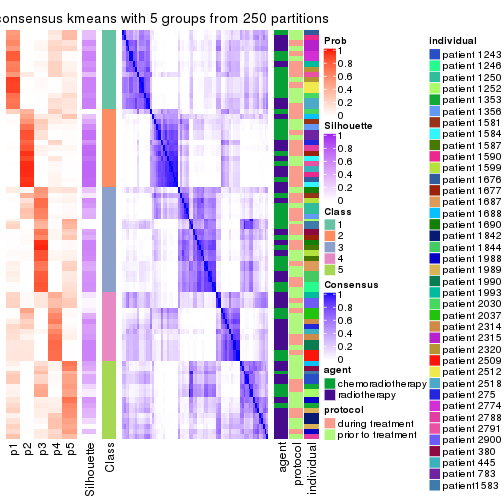 consensus kmeans with 5 groups from 250 partitions
p1
p2
p3
p4
p5
Silhouette
Class
agent
protocol
individual
Prob
1
0.8
0.6
0.4
0.2
0
Silhouette
1
0.8
0.6
0.4
0.2
0
Class
1
2
3
4
5
Consensus
1
0.8
0.6
0.4
0.2
0
agent
chemoradiotherapy
radiotherapy
protocol
during treatment
prior to treatment
individual
patient 1243
patient 1246
patient 1250
patient 1252
patient 1353
patient 1356
patient 1581
patient 1584
patient 1587
patient 1590
patient 1599
patient 1676
patient 1677
patient 1687
patient 1688
patient 1690
patient 1842
patient 1844
patient 1988
patient 1989
patient 1990
patient 1993
patient 2030
patient 2037
patient 2314
patient 2315
patient 2320
patient 2509
patient 2512
patient 2518
patient 275
patient 2774
patient 2788
patient 2791
patient 2900
patient 380
patient 445
patient 783
patient1583